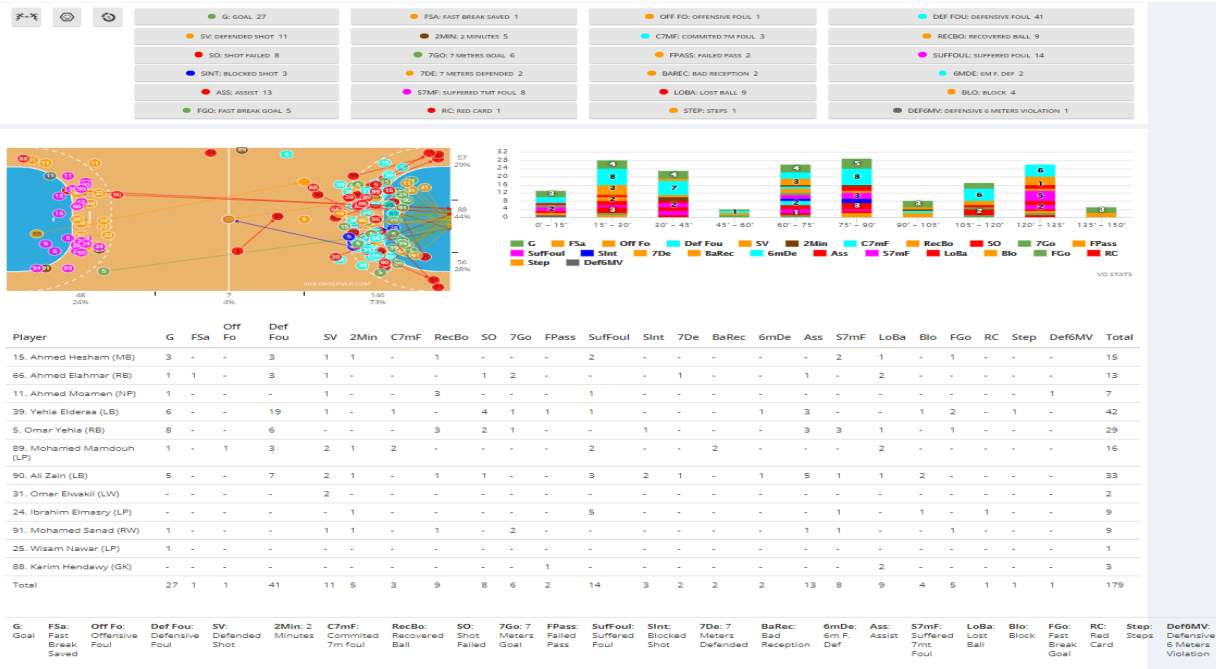 G: GOAL 27
FSA: FAST BREAK SAVED 1
OFF FO: OFFENSIVE FOUL 1
DEF FOU: DEFENSIVE FOUL 41
SV: DEFENDED SHOT 11
2MIN: 2 MINUTES 5
C7MF: COMMITED 7M FOUL 3
RECBO: RECOVERED BALL 9
SO: SHOT FAILED 8
7GO: 7 METERS GOAL 6
FPASS: FAILED PASS 2
SUFFOUL: SUFFERED FOUL 14
SINT: BLOCKED SHOT 3
7DE: 7 METERS DEFENDED 2
BAREC: BAD RECEPTION 2
6MDE: 6M F. DEF 2
ASS: ASSIST 13
S7MF: SUFFERED 7MT FOUL 8
LOBA: LOST BALL 9
BLO: BLOCK 4
FGO: FAST BREAK GOAL 5
RC: RED CARD 1
STEP: STEPS 1
DEF6MV: DEFENSIVE 6 METERS VIOLATION 1
57
29%
88
44%
56
28%
48
24%
7
4%
146
73%
32
28
24
20
16
12
8
4
0
0' - 15' 15' - 30' 30' - 45' 45' - 60' 60' - 75' 75' - 90' 90' - 105' 105' - 120' 120' - 135' 135' - 150'
G FSa Off Fo Def Fou SV 2Min C7mF RecBo SO 7Go FPass
SufFoul SInt 7De BaRec 6mDe Ass S7mF LoBa Blo FGo RC
Step Def6MV
VO STATS
Player G FSa Off Fo Def Fou SV 2Min C7mF RecBo SO 7Go FPass SufFoul SInt 7De BaRec 6mDe Ass S7mF LoBa Blo FGo RC Step Def6MV Total
15. Ahmed Hesham (MB) 3 - - 3 1 1 - 1 - - - 2 - - - - - 2 1 - 1 - - - 15
66. Ahmed Elahmar (RB) 1 1 - 3 1 - - - 1 2 - - - 1 - - 1 - 2 - - - - - 13
11. Ahmed Moamen (NP) 1 - - - 1 - - 3 - - - 1 - - - - - - - - - - - 1 7
39. Yehia Elderaa (LB) 6 - - 19 1 - 1 - 4 1 1 1 - - - 1 3 - - 1 2 - 1 - 42
5. Omar Yehia (RB) 8 - - 6 - - - 3 2 1 - - 1 - - - 3 3 1 - 1 - - - 29
89. Mohamed Mamdouh (LP) 1 - 1 3 2 1 2 - - - - 2 - - 2 - - - 2 - - - - - 16
90. Ali Zain (LB) 5 - - 7 2 1 - 1 1 - - 3 2 1 - 1 5 1 1 2 - - - - 33
31. Omar Elwakil (LW) - - - - 2 - - - - - - - - - - - - - - - - - - - 2
24. Ibrahim Elmasry (LP) - - - - - 1 - - - - - 5 - - - - - 1 - 1 - 1 - - 9
91. Mohamed Sanad (RW) 1 - - - 1 1 - 1 - 2 - - - - - - 1 1 - - 1 - - - 9
25. Wisam Nawar (LP) 1 - - - - - - - - - - - - - - - - - - - - - - - 1
88. Karim Hendawy (GK) - - - - - - - - - - 1 - - - - - - - 2 - - - - - 3
Total 27 1 1 41 11 5 3 9 8 6 2 14 3 2 2 2 13 8 9 4 5 1 1 1 179
G: Goal
FSa: Fast Break Saved
Off Fo: Offensive Foul
Def Fou: Defensive Foul
SV: Defended Shot
2Min: 2 Minutes
C7mF: Commited 7m foul
RecBo: Recovered Ball
SO: Shot Failed
7Go: 7 Meters Goal
FPass: Failed Pass
SufFoul: Suffered Foul
SInt: Blocked Shot
7De: 7 Meters Defended
BaRec: Bad Reception
6mDe: 6m F. Def
Ass: Assist
S7mF: Suffered 7mt Foul
LoBa: Lost Ball
Blo: Block
FGo: Fast Break Goal
RC: Red Card
Step: Steps
Def6MV: Defensive 6 Meters Violation